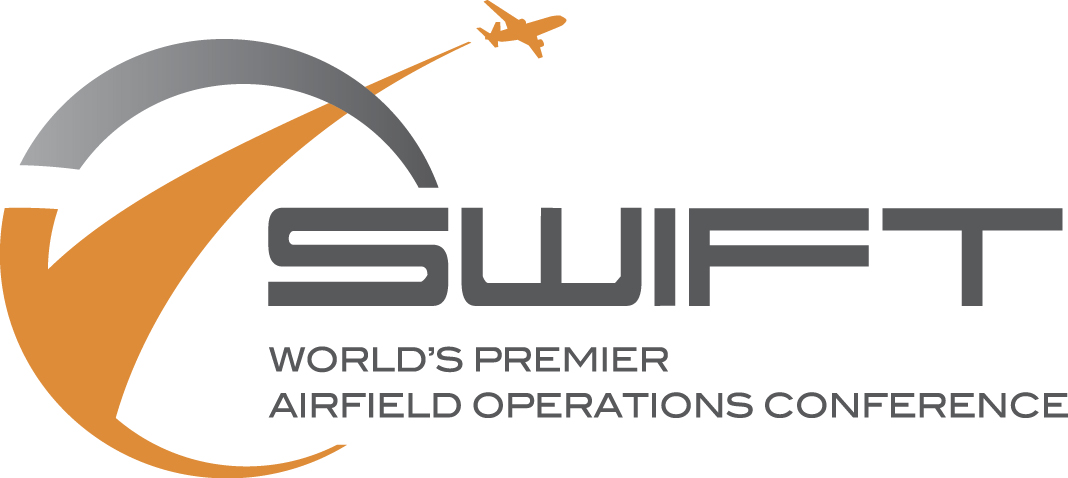 SWIFT
WORLD'S PREMIER
AIRFIELD OPERATIONS CONFERENCE